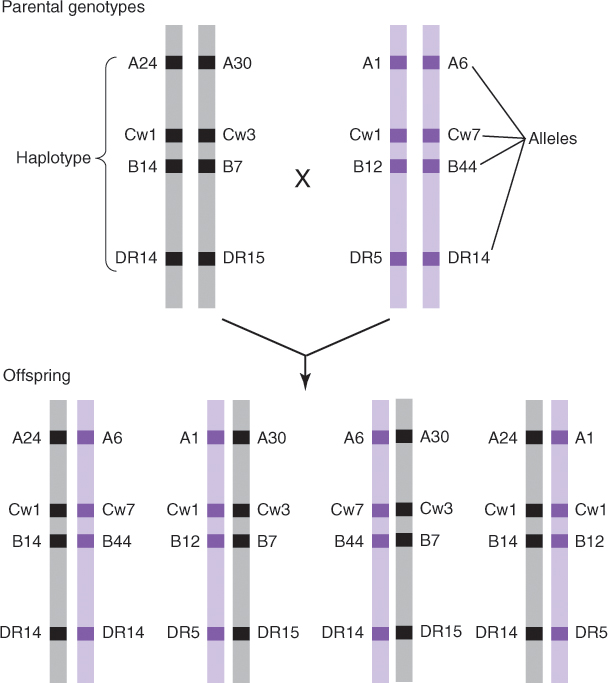 Parental genotypes
A24 A30 A1 A6
Cw1 Cw3 Cw1 Cw7 Alleles
Haplotype
B14 B7 X B12 B44
DR14 DR15 DR5 DR14
Offspring
A24 A6 A1 A30 A6 A30 A24 A1
Cw1 Cw7 Cw1 Cw3 Cw7 Cw3 Cw1 Cw1
B14 B44 B12 B7 B44 B7 B14 B12
DR14 DR14 DR5 DR15 DR14 DR15 DR14 DR5